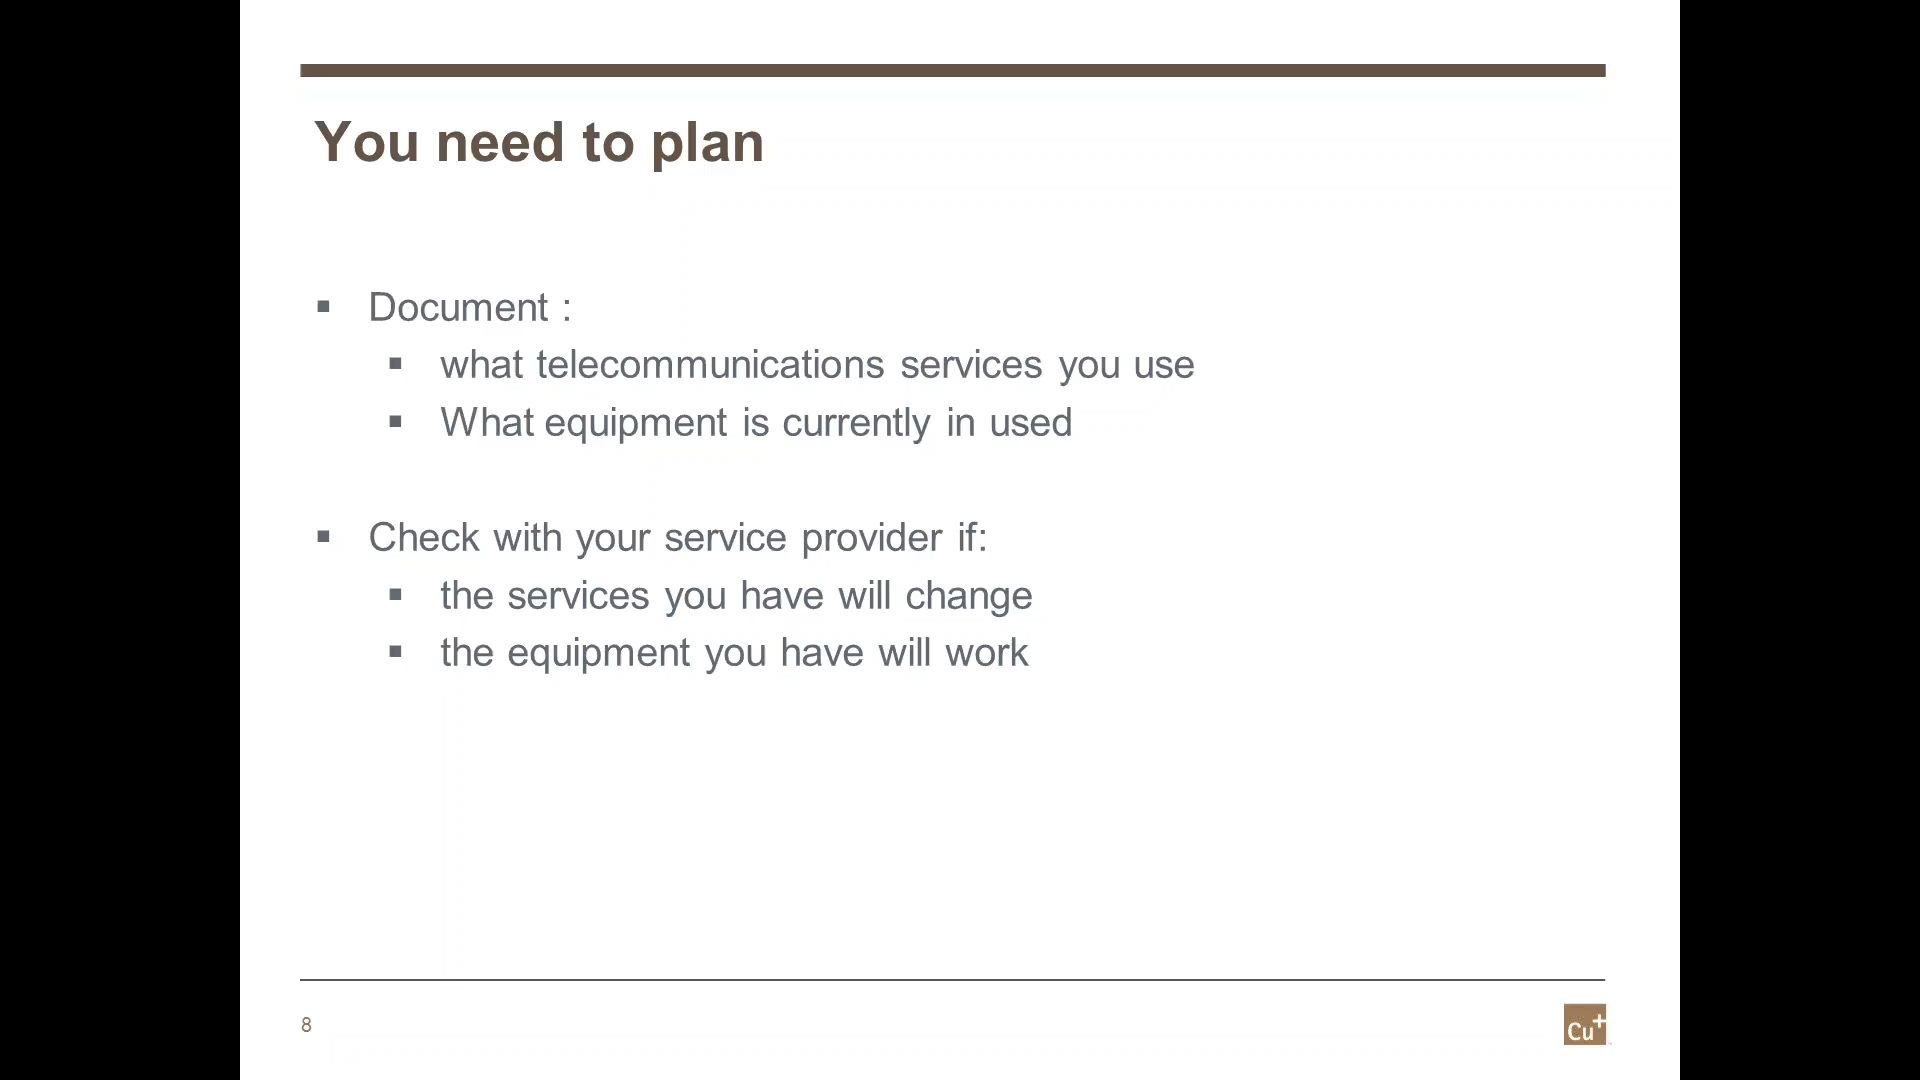 You need to plan
▪ Document :
▪ what telecommunications services you use
▪ What equipment is currently in used
▪ Check with your service provider if:
▪ the services you have will change
▪ the equipment you have will work
8
Cu+